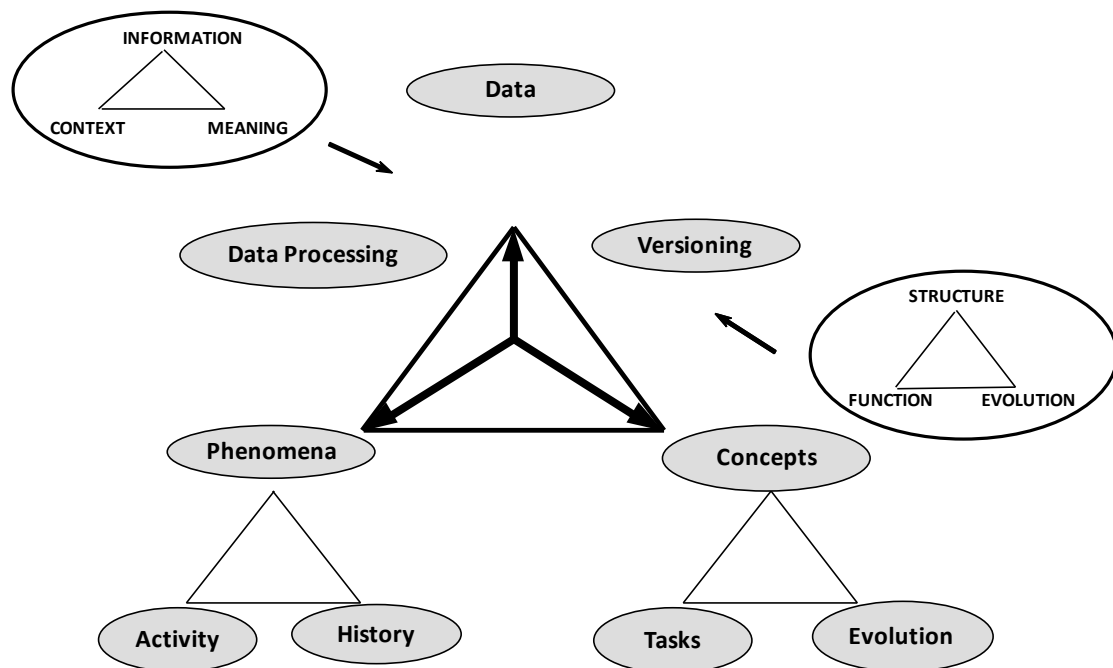 INFORMATION
CONTEXT
MEANING
Data
Data Processing
Versioning
STRUCTURE
FUNCTION
EVOLUTION
Phenomena
Concepts
Activity
History
Tasks
Evolution